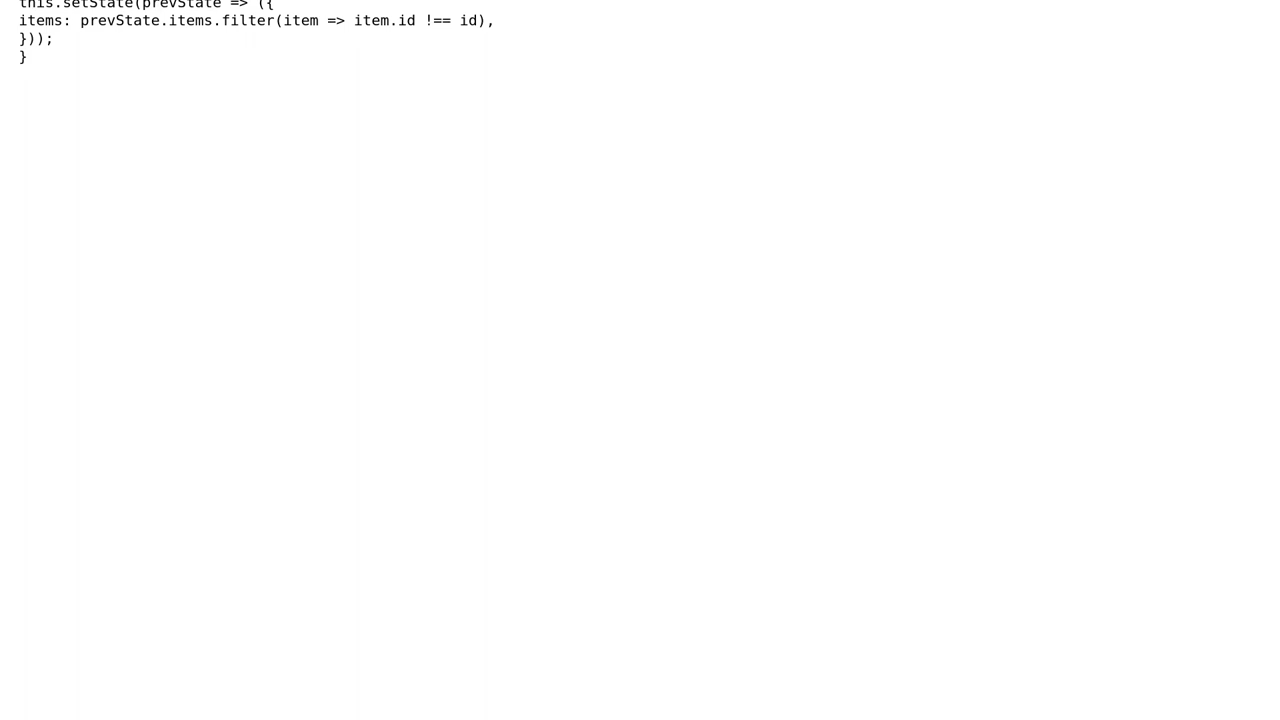 this.setState(prevState => ({
items: prevState.items.filter(item => item.id !== id),
}));
}